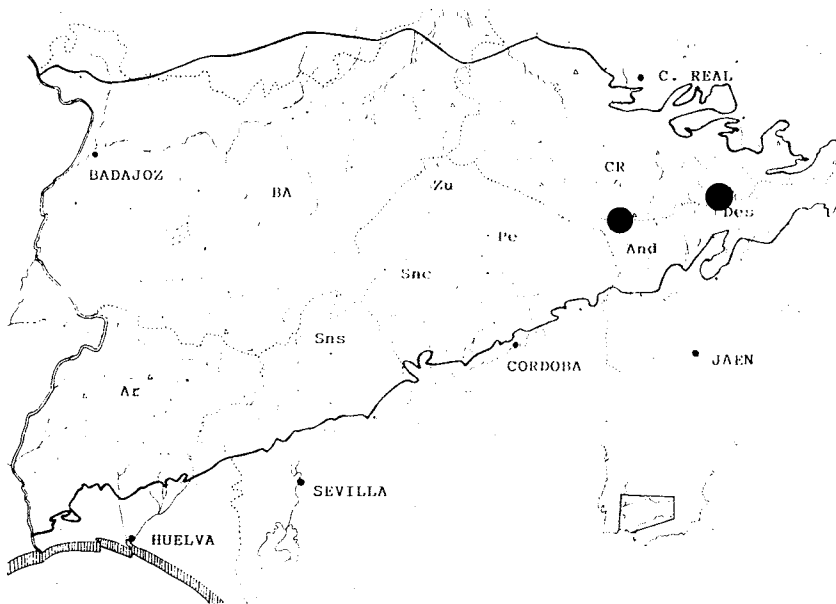 C. REAL
BADAJOZ
CR
BA
Zu
Des
Pe
And
Snc
Sns
CORDOBA
JAEN
Ar
SEVILLA
HUELVA